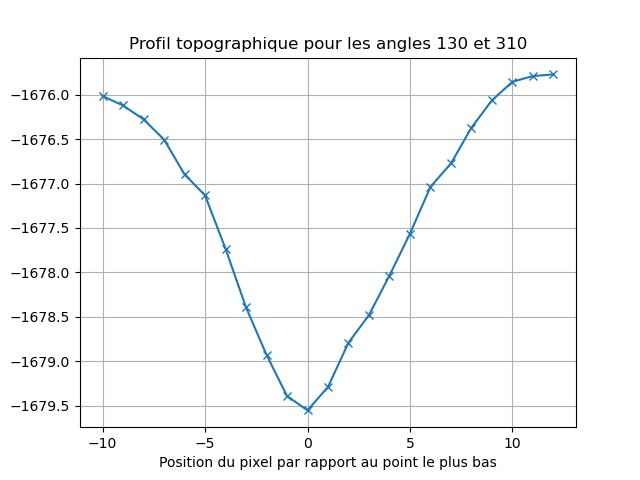 Profil topographique pour les angles 130 et 310
−1676.0
−1676.5
−1677.0
−1677.5
−1678.0
−1678.5
−1679.0
−1679.5
−10 −5 0 5 10
Position du pixel par rapport au point le plus bas